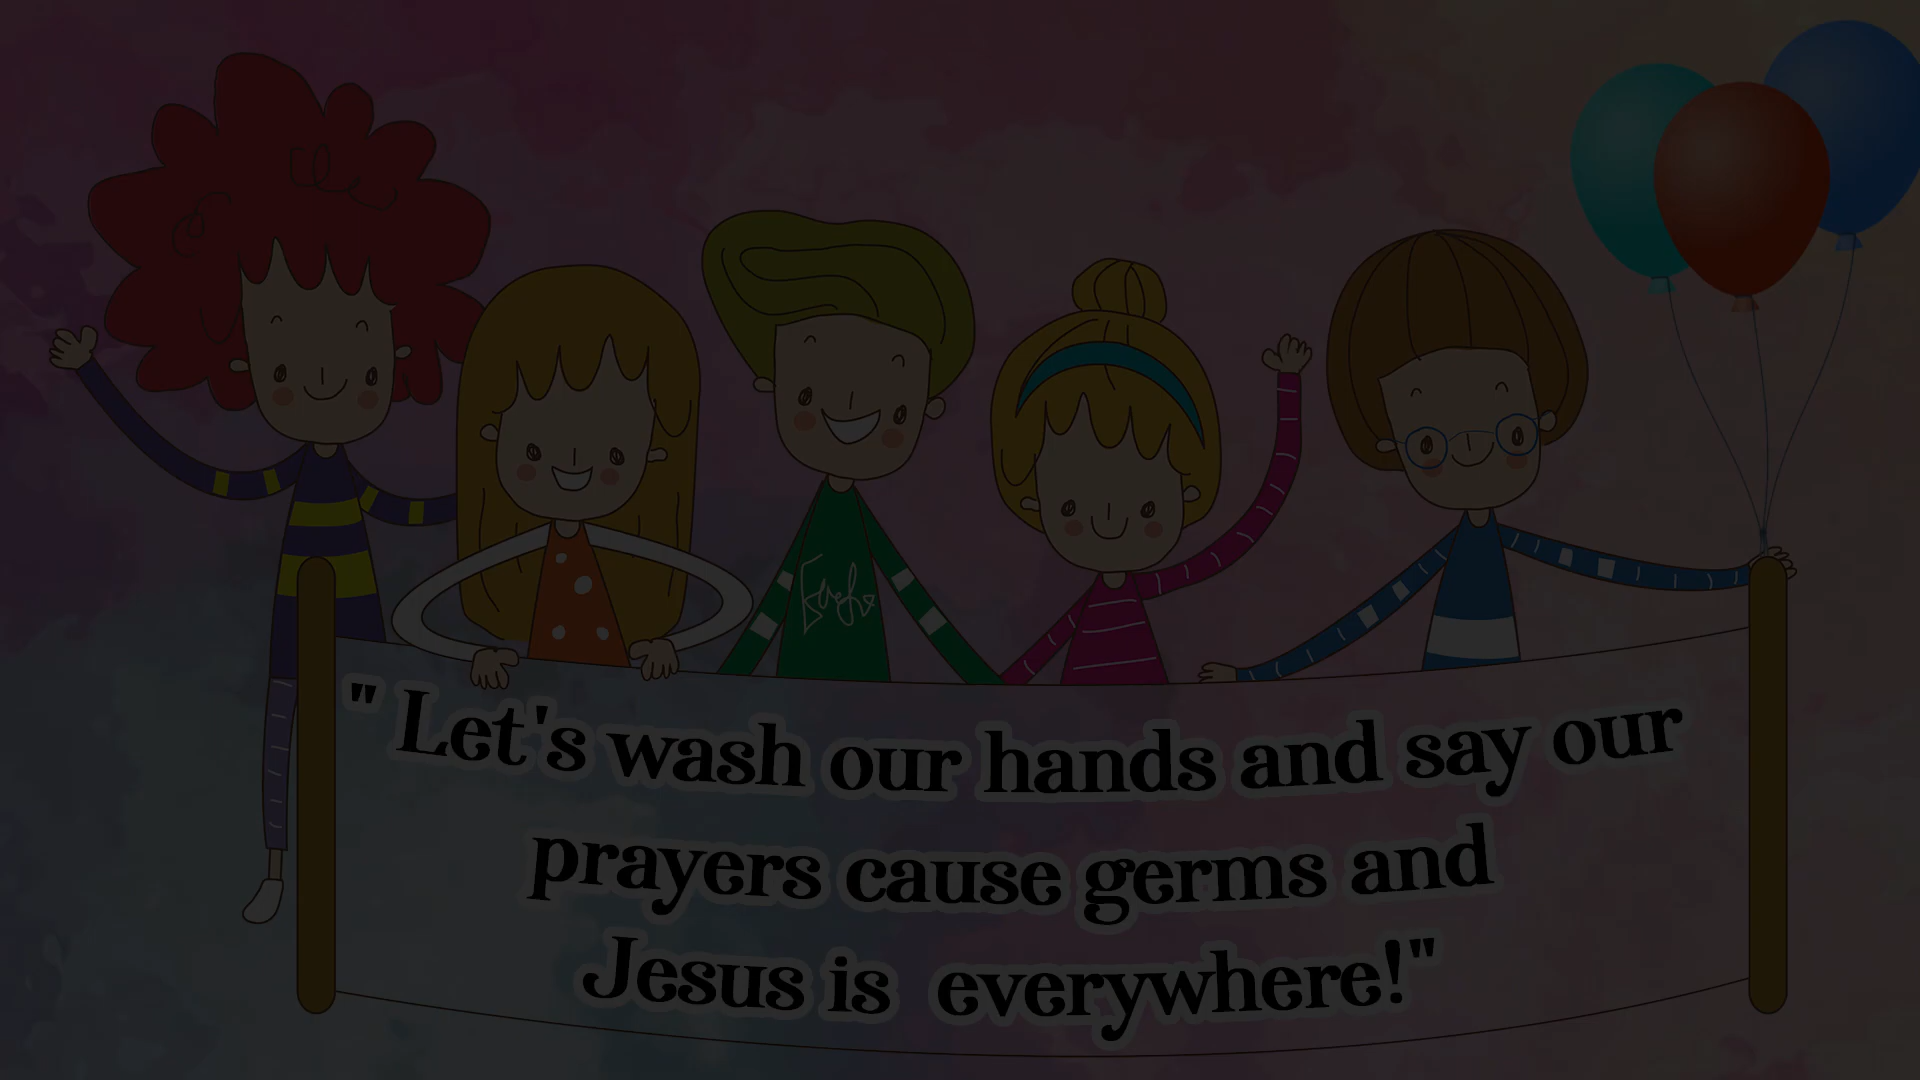 " Let's wash our hands and say our
prayers cause germs and
Jesus is everywhere!"